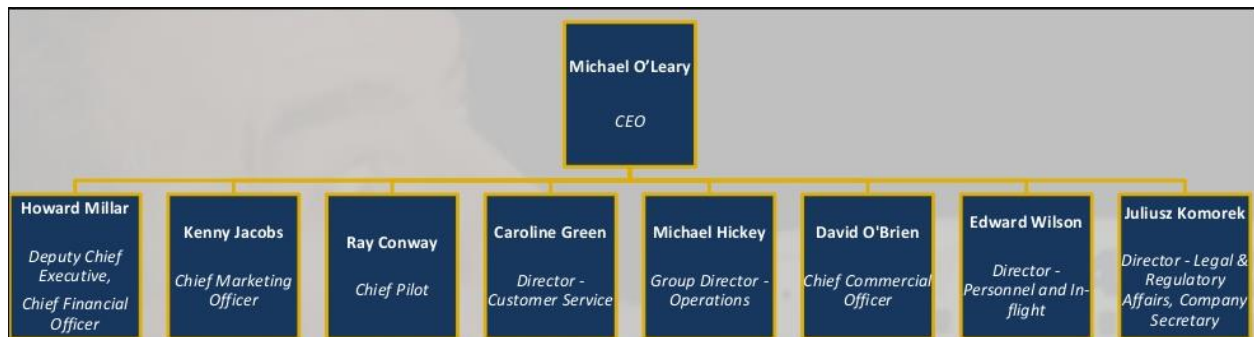 Michael O’Leary
CEO
Howard Millar
Deputy Chief
Executive,
Chief Financial
Officer
Kenny Jacobs
Chief Marketing
Officer
Ray Conway
Chief Pilot
Caroline Green
Director -
Customer Service
Michael Hickey
Group Director -
Operations
David O'Brien
Chief Commercial
Officer
Edward Wilson
Director -
Personnel and In-
flight
Juliusz Komorek
Director - Legal &
Regulatory
Affairs, Company
Secretary